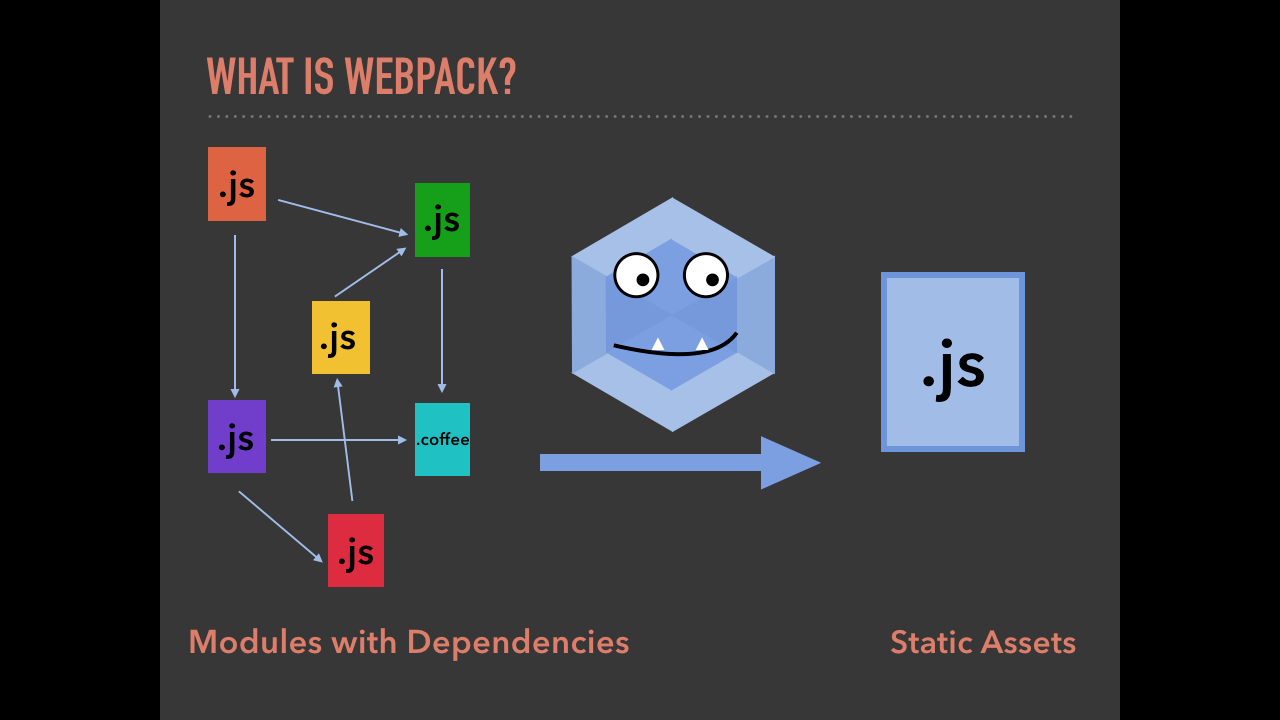 WHAT IS WEBPACK?
.js
.js
.js
.js
.js
.coffee
.js
Modules with Dependencies
Static Assets